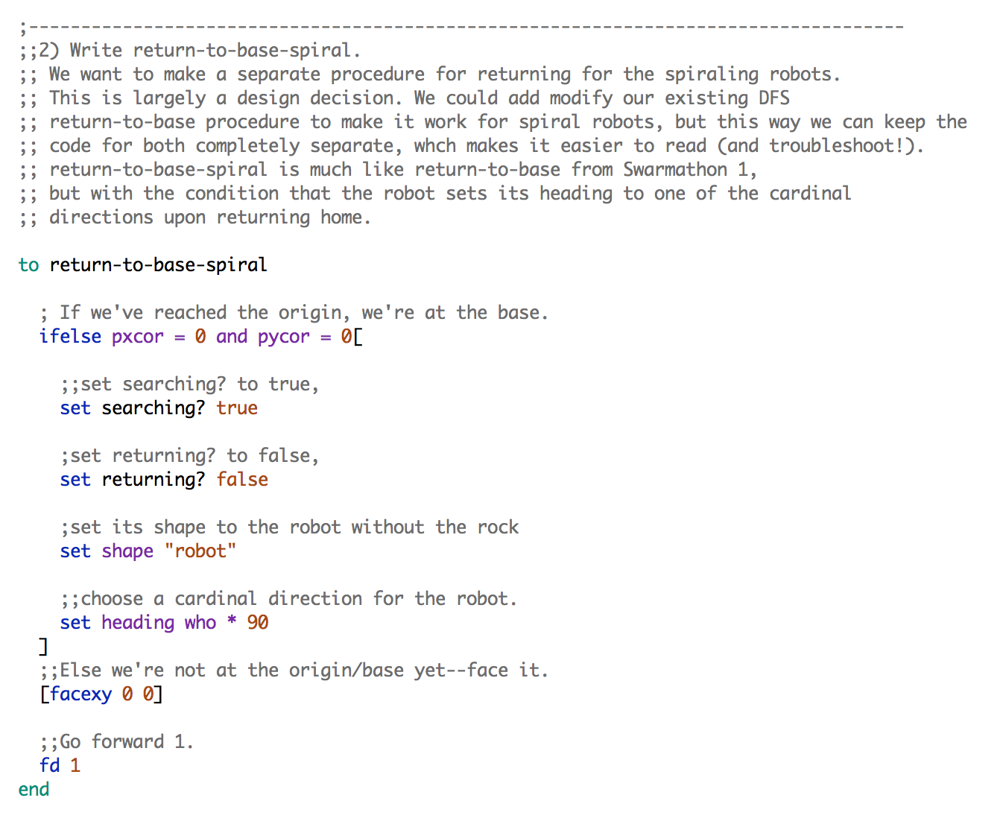 ;------------------------------------------------------------------------------------
;;2) Write return-to-base-spiral.
;; We want to make a separate procedure for returning for the spiraling robots.
;; This is largely a design decision. We could add modify our existing DFS
;; return-to-base procedure to make it work for spiral robots, but this way we can keep the
;; code for both completely separate, whch makes it easier to read (and troubleshoot!).
;; return-to-base-spiral is much like return-to-base from Swarmathon 1,
;; but with the condition that the robot sets its heading to one of the cardinal
;; directions upon returning home.

to return-to-base-spiral

  ; If we've reached the origin, we're at the base.
  ifelse pxcor = 0 and pycor = 0[

    ;;set searching? to true,
    set searching? true

    ;set returning? to false,
    set returning? false

    ;set its shape to the robot without the rock
    set shape "robot"

    ;;choose a cardinal direction for the robot.
    set heading who * 90
  ]
  ;;Else we're not at the origin/base yet--face it.
  [facexy 0 0]

  ;;Go forward 1.
  fd 1
end